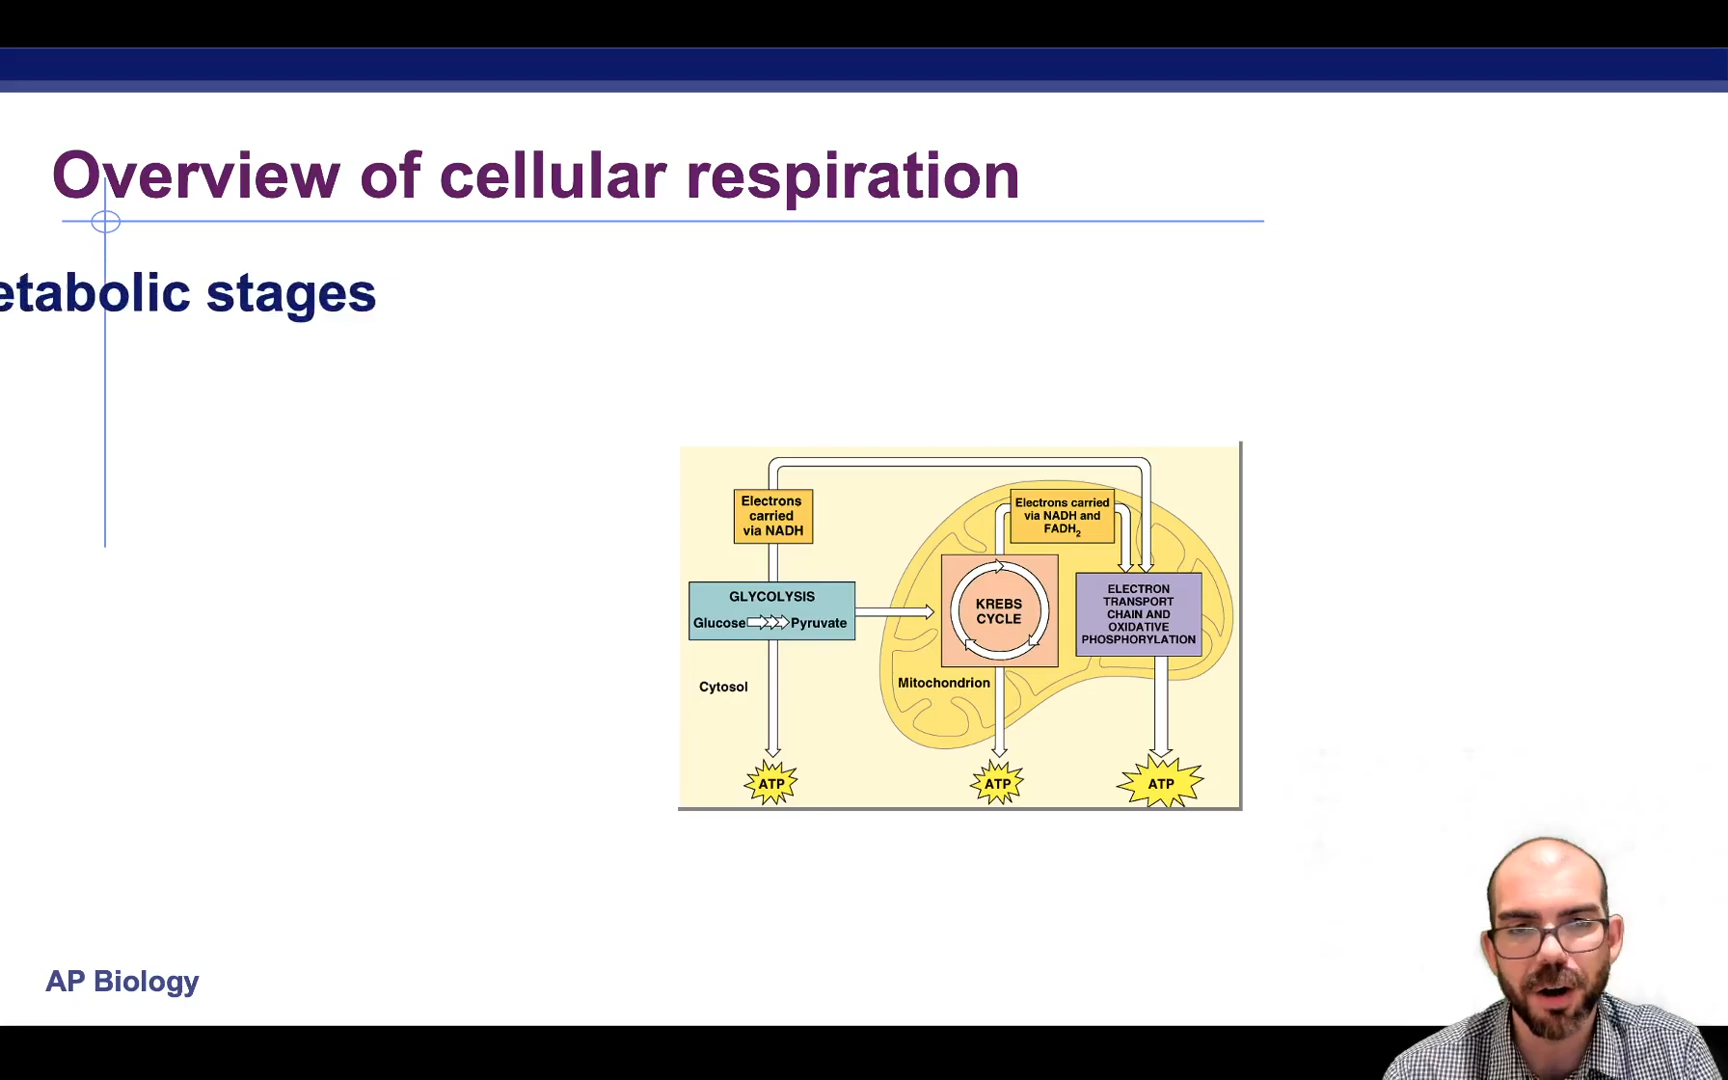 Overview of cellular respiration
etabolic stages
Electrons
carried
via NADH
Electrons carried
via NADH and
FADH2
GLYCOLYSIS
Glucose Pyruvate
KREBS
CYCLE
ELECTRON
TRANSPORT
CHAIN AND
OXIDATIVE
PHOSPHORYLATION
Cytosol
Mitochondrion
ATP
ATP
ATP
AP Biology